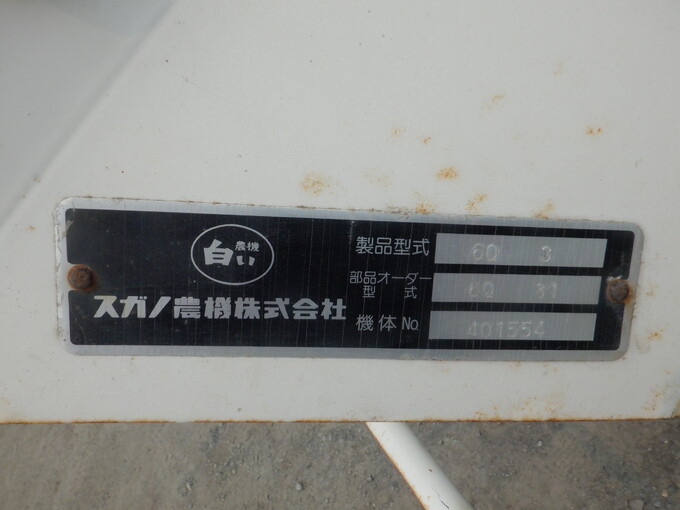 白い農機
スガノ農機株式会社
製品型式 60 3
部品オーダー型式 60 31
機体No. 401554